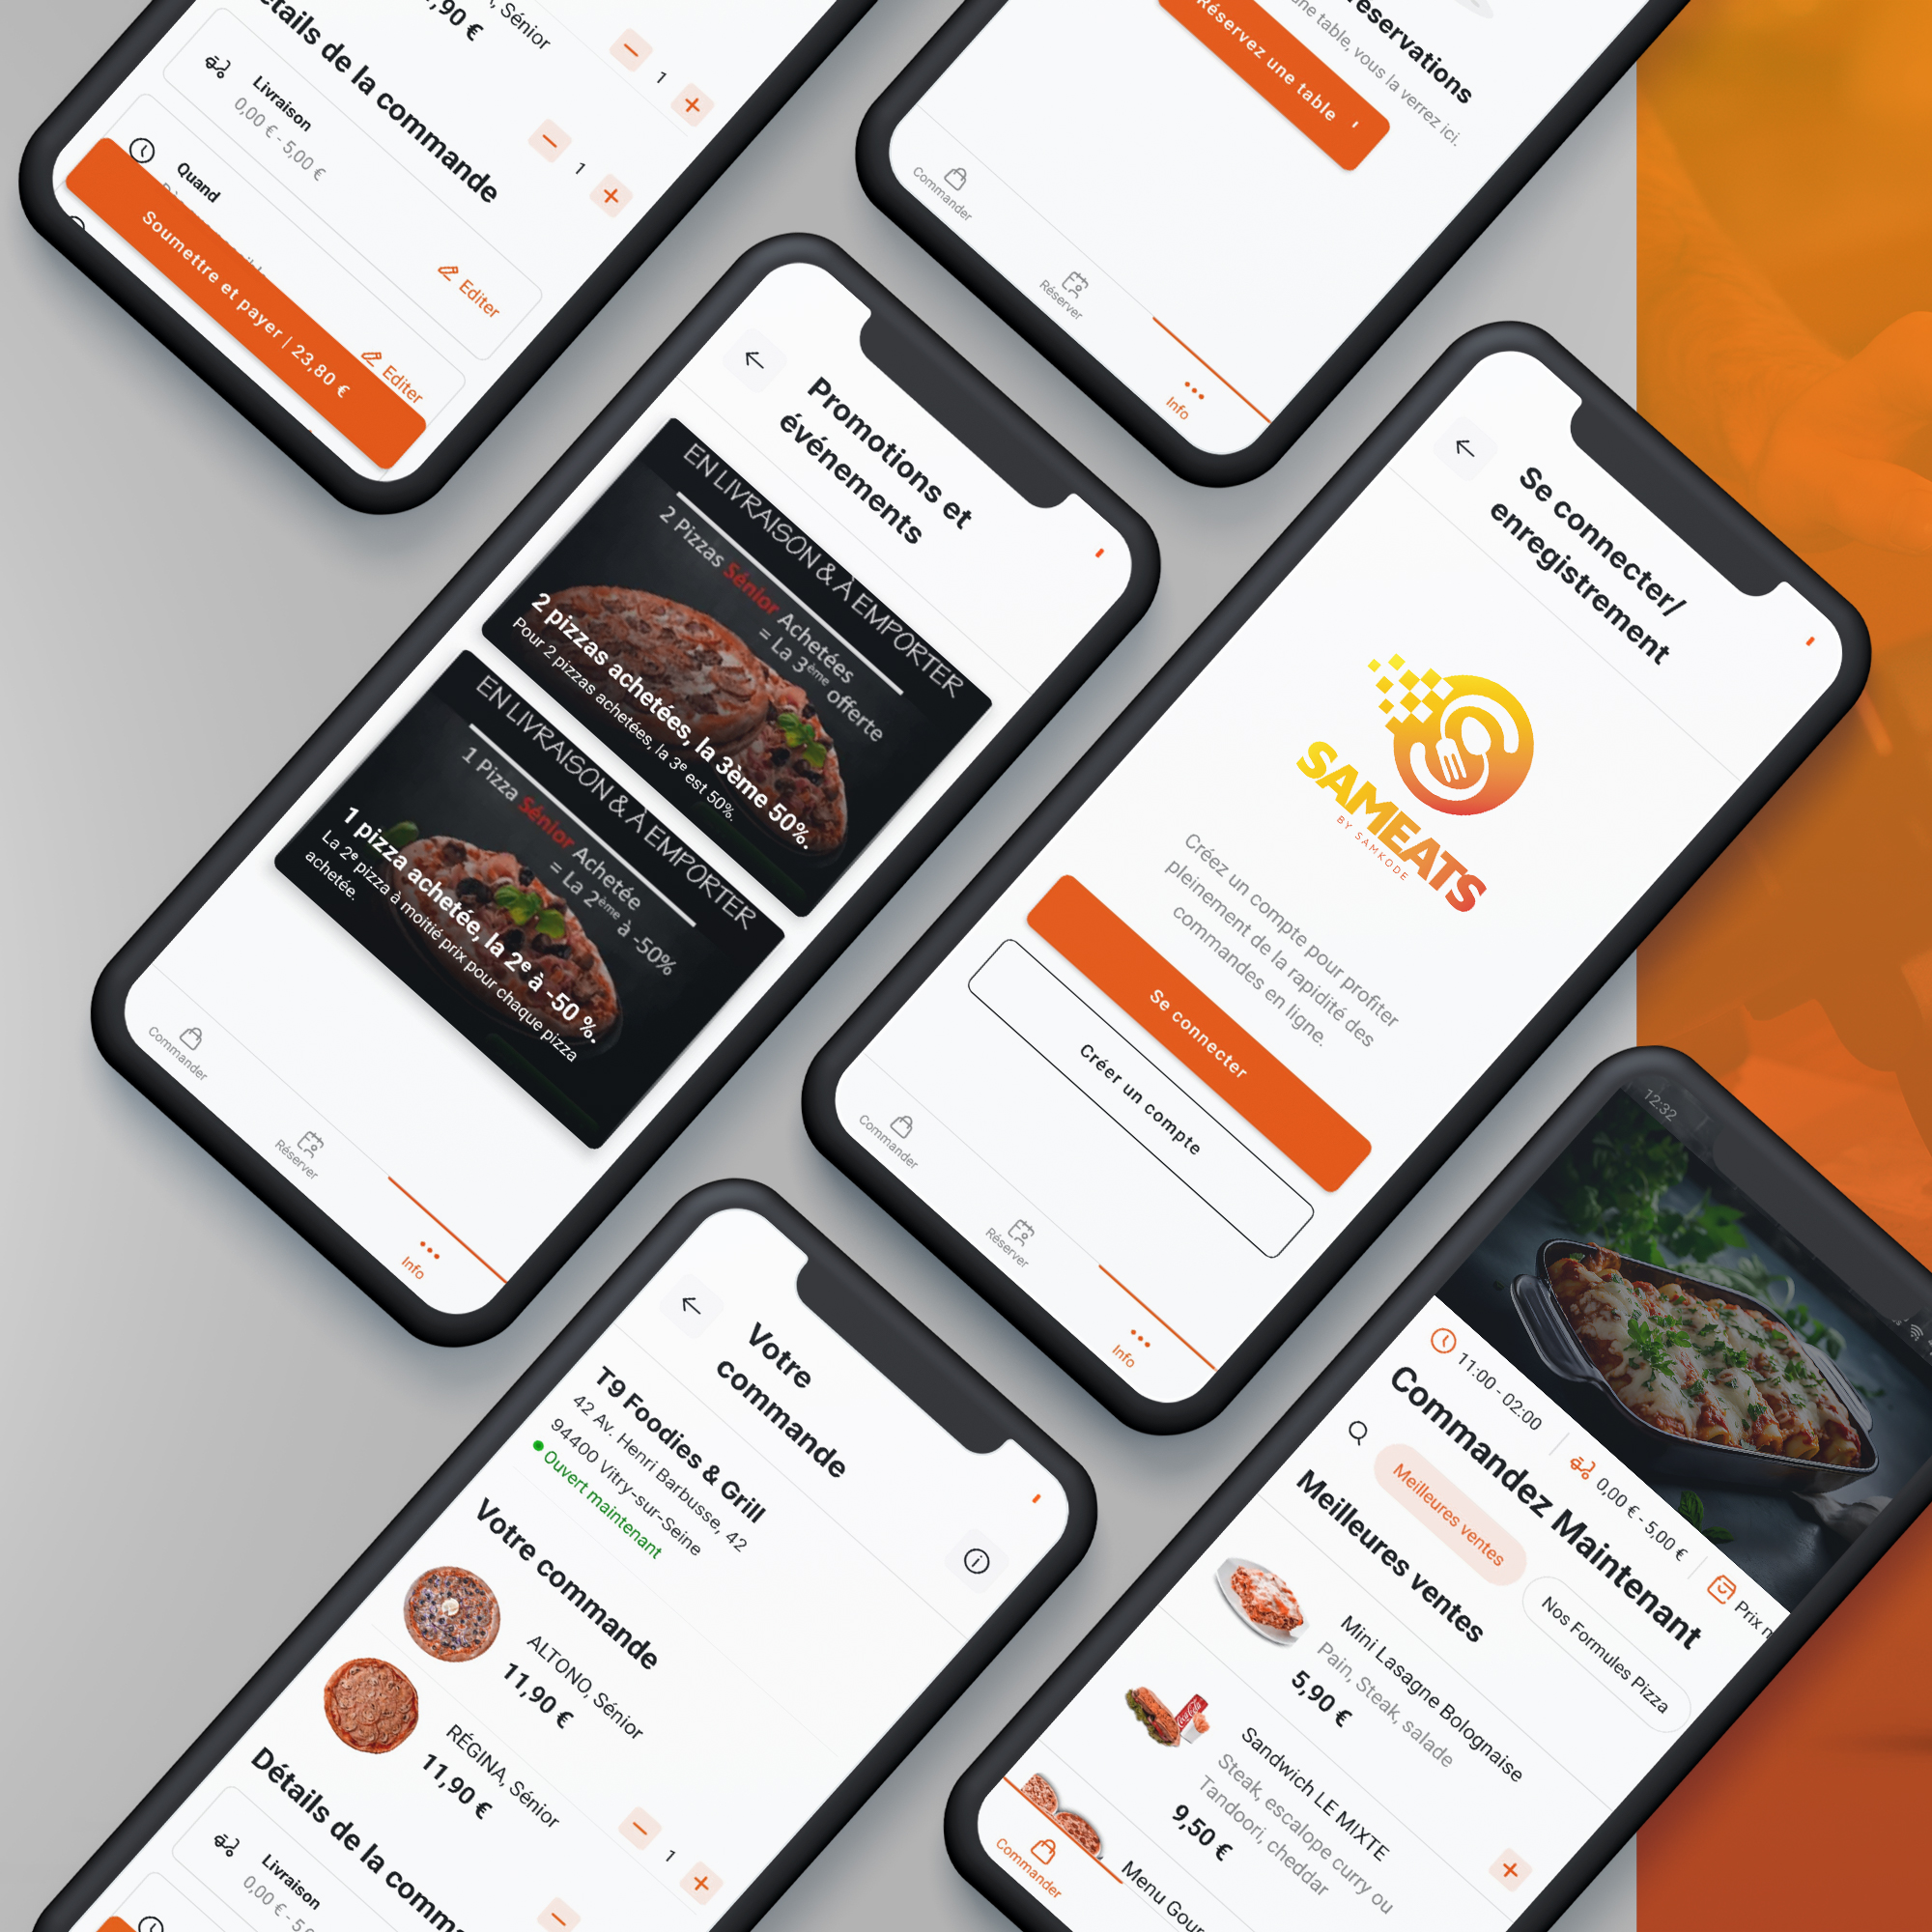 ,90 €
, Sénior
1
étails de la commande
1
Livraison
0,00 € - 5,00 €
Editer
Quand
Editer
Soumettre et payer | 23,80 €
réservations
une table, vous la verrez ici.
Réservez une table
Commander
Réserver
Info
Promotions et
événements
EN LIVRAISON & À EMPORTER
2 Pizzas Sénior Achetées
= La 3ème offerte
2 pizzas achetées, la 3ème 50%.
Pour 2 pizzas achetées, la 3e est 50%.
EN LIVRAISON & À EMPORTER
1 Pizza Sénior Achetée
= La 2ème à -50%
1 pizza achetée, la 2e à -50 %.
La 2e pizza à moitié prix pour chaque pizza
achetée.
Commander
Réserver
Info
Se connecter/
enregistrement
SAMEATS
BY SAMKODE
Créez un compte pour profiter
pleinement de la rapidité des
commandes en ligne.
Se connecter
Créer un compte
Commander
Réserver
Info
Votre
commande
T9 Foodies & Grill
42 Av. Henri Barbusse, 42
94400 Vitry-sur-Seine
Ouvert maintenant
Votre commande
ALTONO, Sénior
11,90 €
1
RÉGINA, Sénior
11,90 €
Détails de la comma
Livraison
0,00 € - 5,0
12:32
11:00 - 02:00
0,00 € - 5,00 €
Prix
Commandez Maintenant
Meilleures ventes
Nos Formules Pizza
Meilleures ventes
Mini Lasagne Bolognaise
Pain, Steak, salade
5,90 €
Sandwich LE MIXTE
Steak, escalope curry ou
Tandoori, cheddar
9,50 €
Menu Gour
Commander